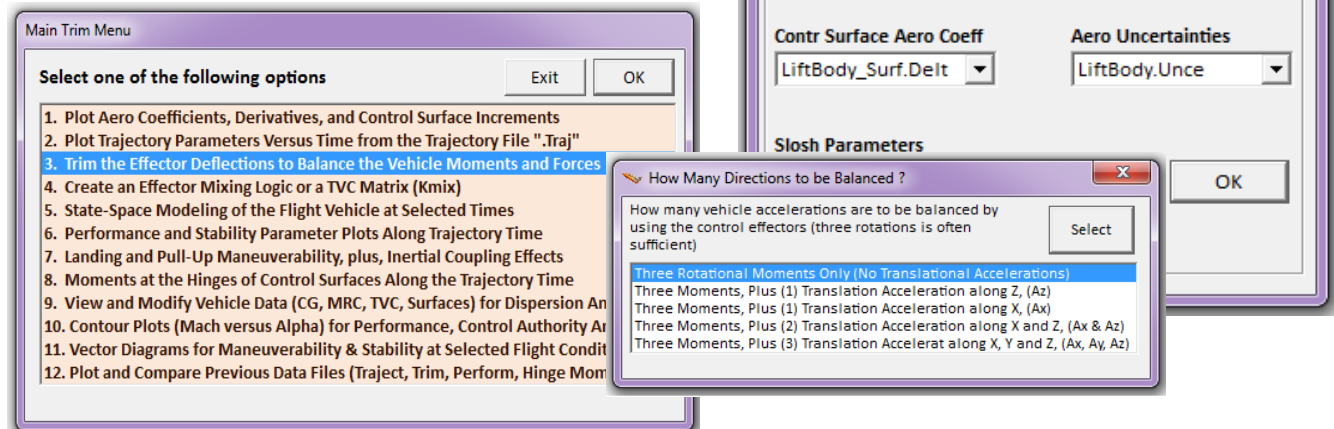 Main Trim Menu
Select one of the following options
Exit
OK
1. Plot Aero Coefficients, Derivatives, and Control Surface Increments
2. Plot Trajectory Parameters Versus Time from the Trajectory File ".Traj"
3. Trim the Effector Deflections to Balance the Vehicle Moments and Forces
4. Create an Effector Mixing Logic or a TVC Matrix (Kmix)
5. State-Space Modeling of the Flight Vehicle at Selected Times
6. Performance and Stability Parameter Plots Along Trajectory Time
7. Landing and Pull-Up Maneuverability, plus, Inertial Coupling Effects
8. Moments at the Hinges of Control Surfaces Along the Trajectory Time
9. View and Modify Vehicle Data (CG, MRC, TVC, Surfaces) for Dispersion An
10. Contour Plots (Mach versus Alpha) for Performance, Control Authority Ar
11. Vector Diagrams for Maneuverability & Stability at Selected Flight Condit
12. Plot and Compare Previous Data Files (Traject, Trim, Perform, Hinge Mom
Contr Surface Aero Coeff
Aero Uncertainties
LiftBody_Surf.Delt
LiftBody.Unce
Slosh Parameters
OK
How Many Directions to be Balanced ?
How many vehicle accelerations are to be balanced by
using the control effectors (three rotations is often
sufficient)
Select
Three Rotational Moments Only (No Translational Accelerations)
Three Moments, Plus (1) Translation Acceleration along Z, (Az)
Three Moments, Plus (1) Translation Acceleration along X, (Ax)
Three Moments, Plus (2) Translation Acceleration along X and Z, (Ax & Az)
Three Moments, Plus (3) Translation Accelerat along X, Y and Z, (Ax, Ay, Az)